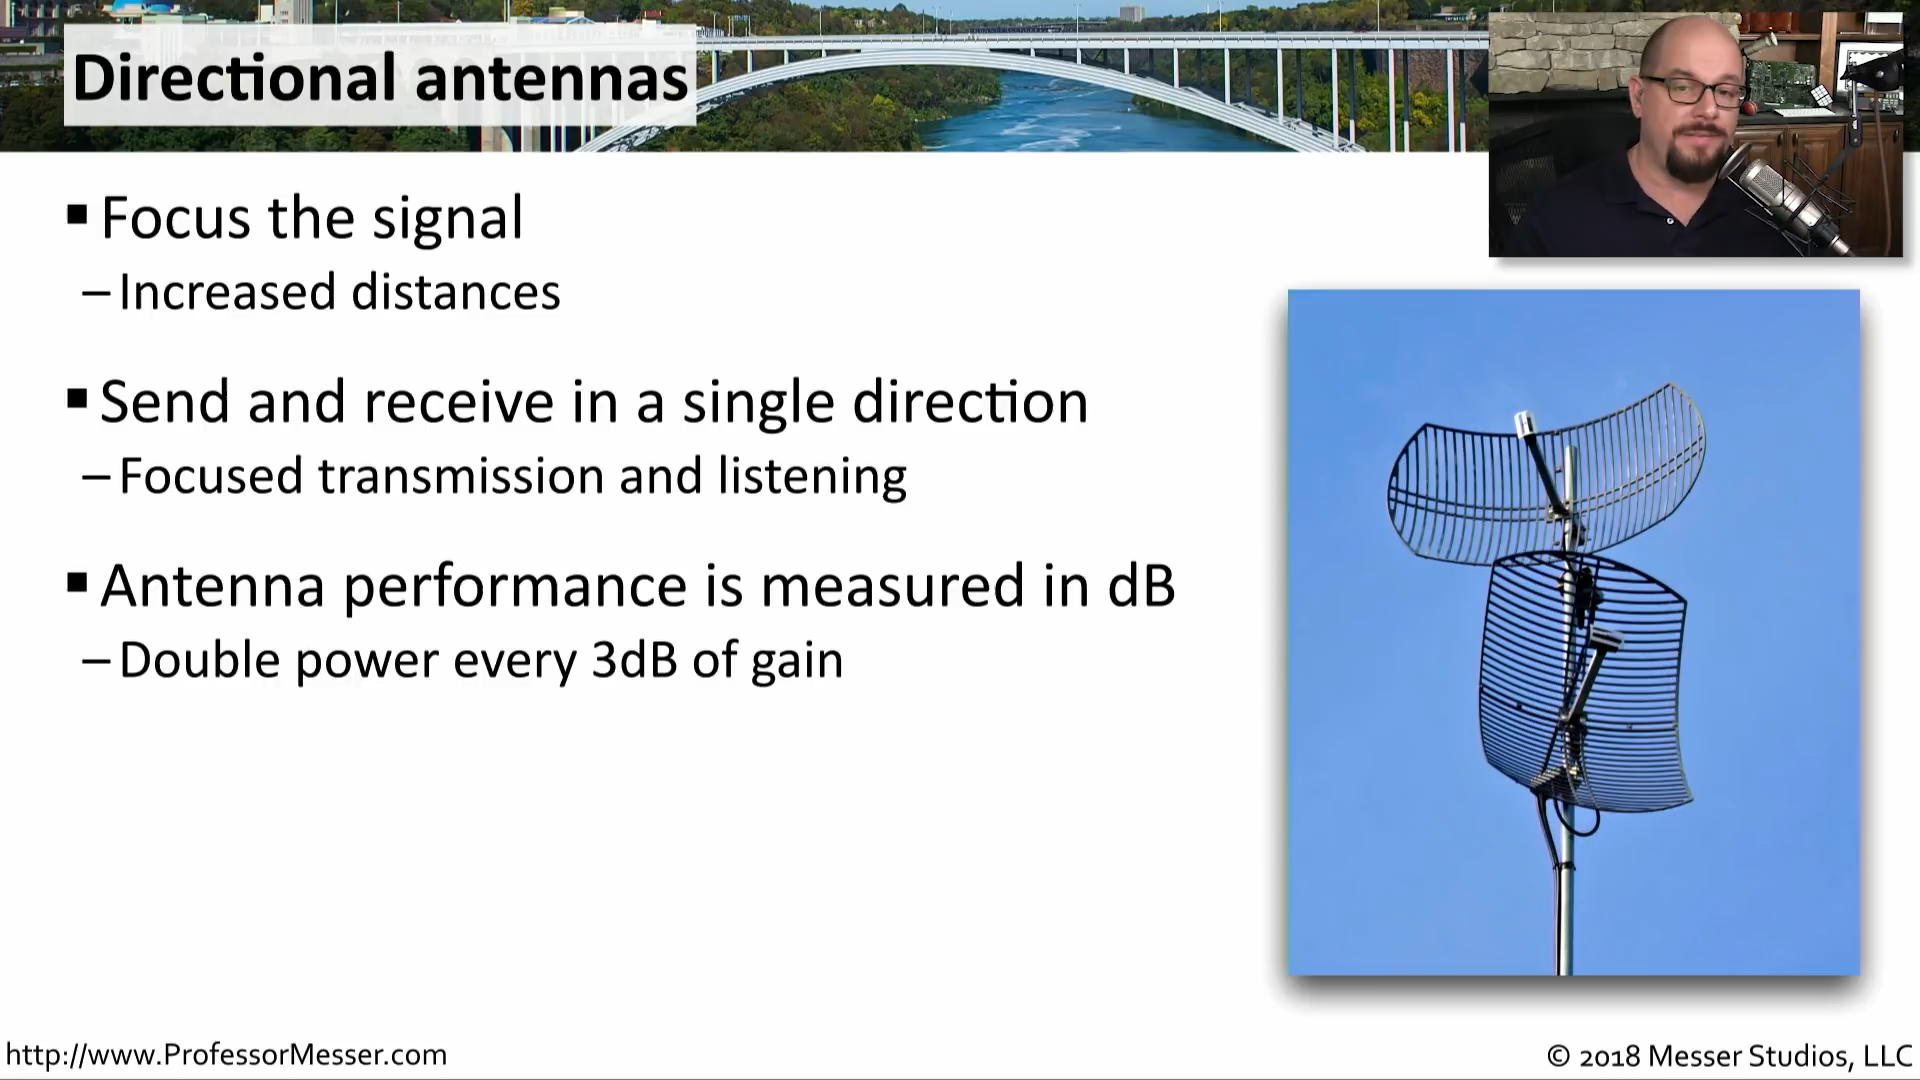 Directional antennas
▪ Focus the signal
– Increased distances
▪ Send and receive in a single direction
– Focused transmission and listening
▪ Antenna performance is measured in dB
– Double power every 3dB of gain
http://www.ProfessorMesser.com
© 2018 Messer Studios, LLC